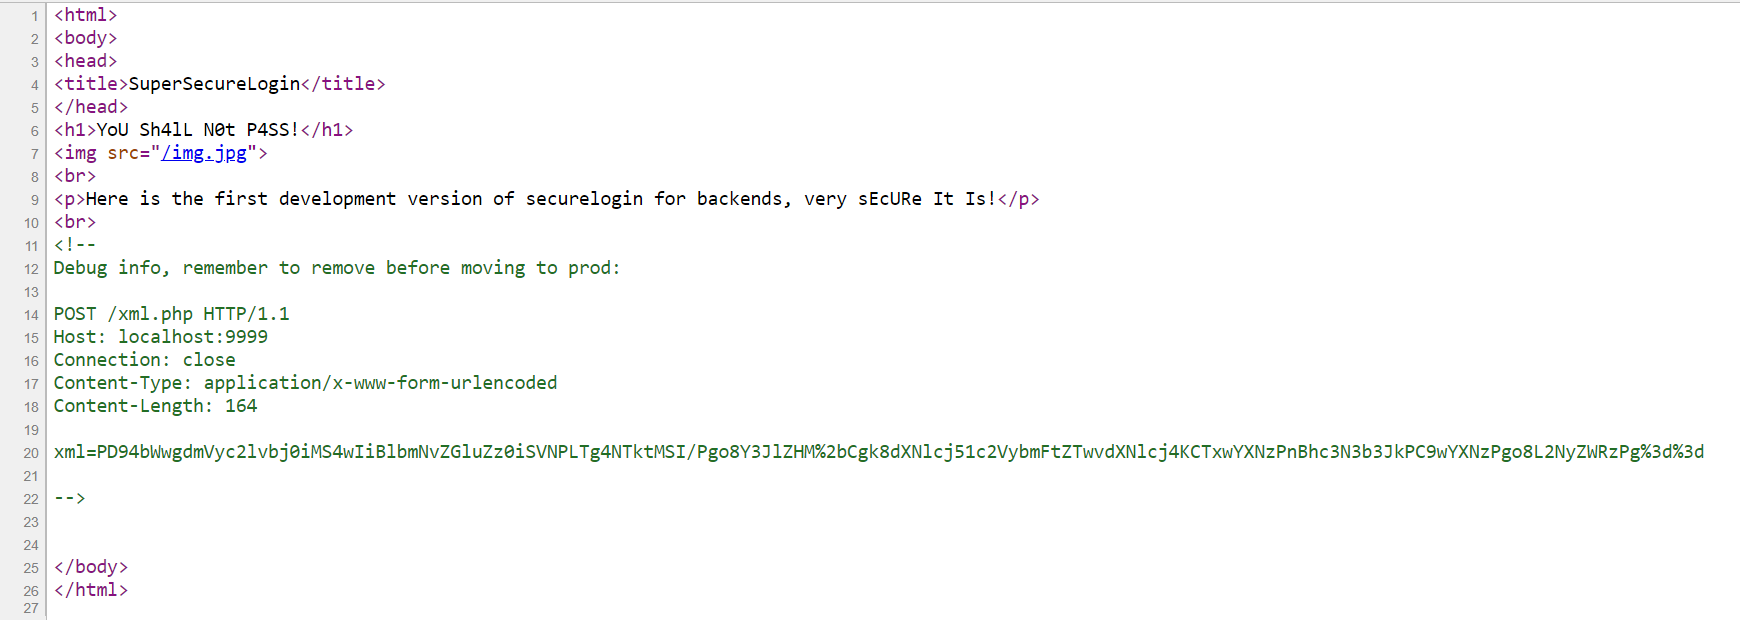 1 <html>
2 <body>
3 <head>
4 <title>SuperSecureLogin</title>
5 </head>
6 <h1>YoU Sh4lL N0t P4SS!</h1>
7 <img src="/img.jpg">
8 <br>
9 <p>Here is the first development version of securelogin for backends, very sEcURe It Is!</p>
10 <br>
11 <!--
12 Debug info, remember to remove before moving to prod:
13
14 POST /xml.php HTTP/1.1
15 Host: localhost:9999
16 Connection: close
17 Content-Type: application/x-www-form-urlencoded
18 Content-Length: 164
19
20 xml=PD94bWwgdmVyc2lvbj0iMS4wIiBlbmNvZGluZz0iSVNPLTg4NTktMSI/Pgo8Y3JlZHM%2bCgk8dXNlcj51c2VybmFtZTwvdXNlcj4KCTxwYXNzPnBhc3N3b3JkPC9wYXNzPgo8L2NyZWRzPg%3d%3d
21
22 -->
23
24
25 </body>
26 </html>
27